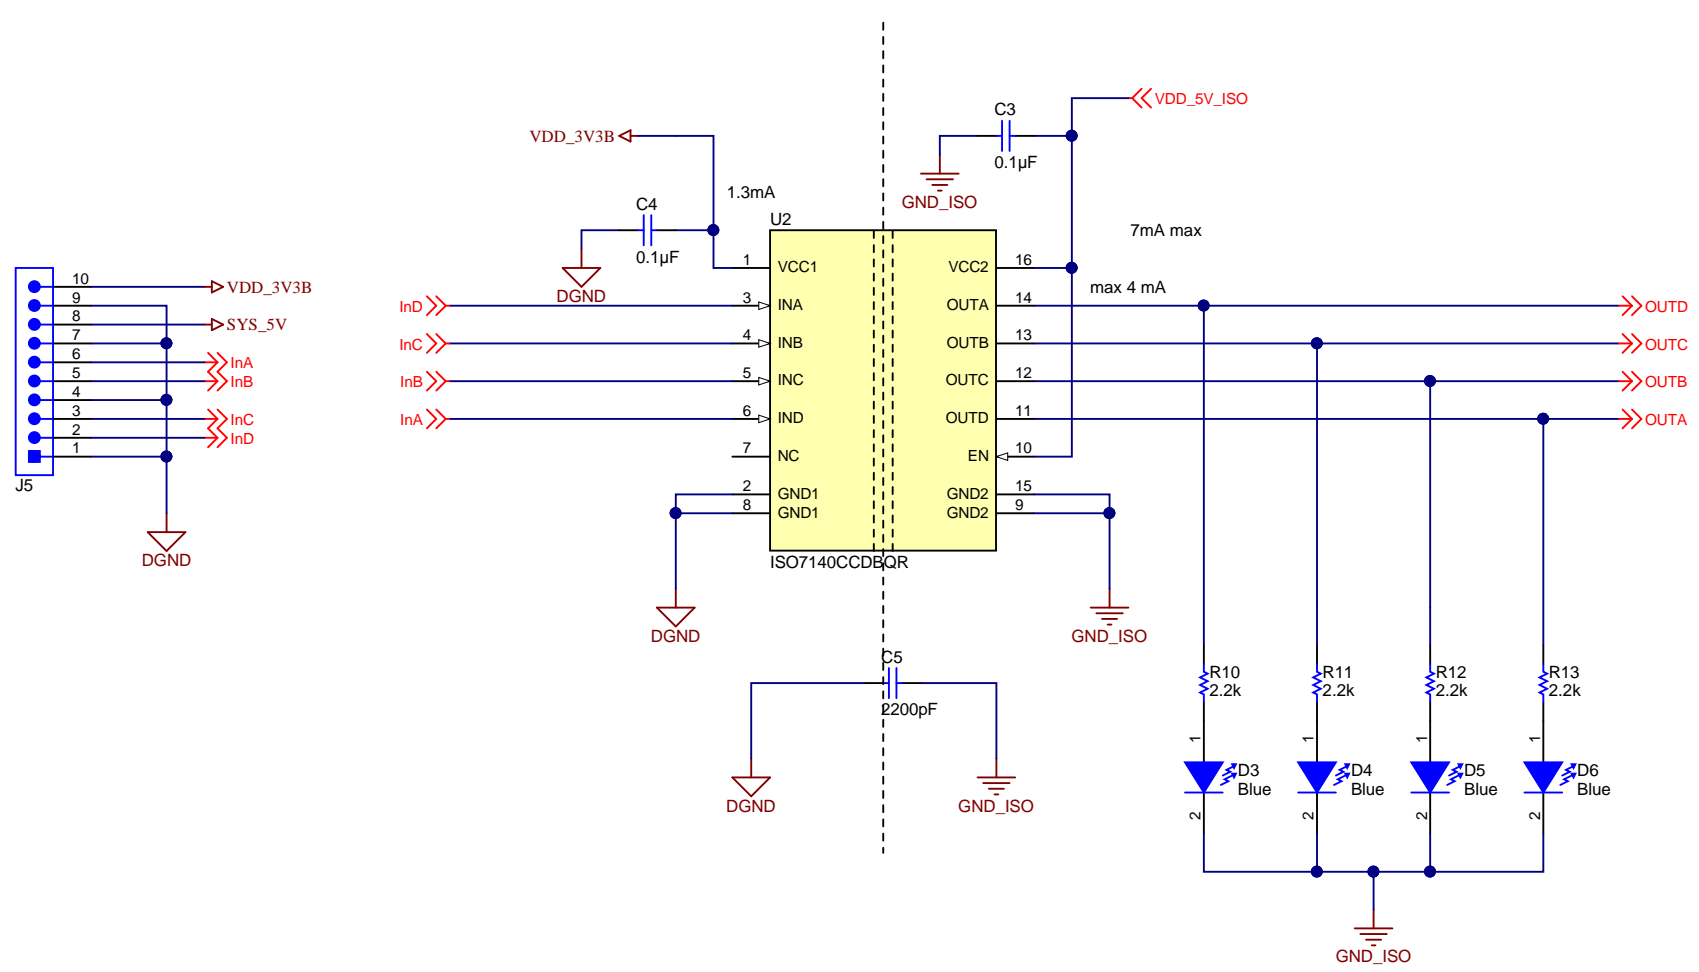 VDD_5V_ISO
C3
0.1µF
GND_ISO
VDD_3V3B
1.3mA
C4
0.1µF
DGND
U2
7mA max
max 4 mA
10 VDD_3V3B
9
8 SYS_5V
7
6 InA
5 InB
4
3 InC
2 InD
1
J5
DGND
1 VCC1 VCC2 16
InD 3 INA OUTA 14 OUTD
InC 4 INB OUTB 13 OUTC
InB 5 INC OUTC 12 OUTB
InA 6 IND OUTD 11 OUTA
7 NC EN 10
2 GND1 GND2 15
8 GND1 GND2 9
ISO7140CCDBQR
DGND
GND_ISO
C5
2200pF
DGND
GND_ISO
R10 R11 R12 R13
2.2k 2.2k 2.2k 2.2k
1 1 1 1
D3 D4 D5 D6
Blue Blue Blue Blue
2 2 2 2
GND_ISO